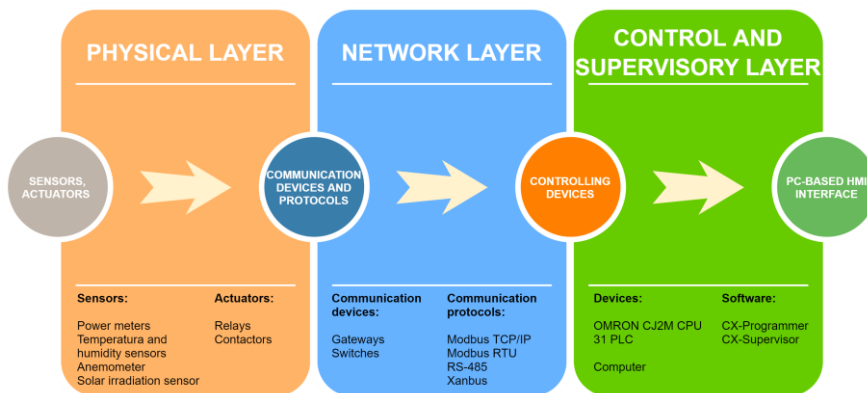 PHYSICAL LAYER
NETWORK LAYER
CONTROL AND
SUPERVISORY LAYER
SENSORS,
ACTUATORS
COMMUNICATION
DEVICES AND
PROTOCOLS
CONTROLLING
DEVICES
PC-BASED HMI
INTERFACE
Sensors:
Power meters
Temperatura and
humidity sensors
Anemometer
Solar irradiation sensor
Actuators:
Relays
Contactors
Communication
devices:
Gateways
Switches
Communication
protocols:
Modbus TCP/IP
Modbus RTU
RS-485
Xanbus
Devices:
OMRON CJ2M CPU
31 PLC
Computer
Software:
CX-Programmer
CX-Supervisor